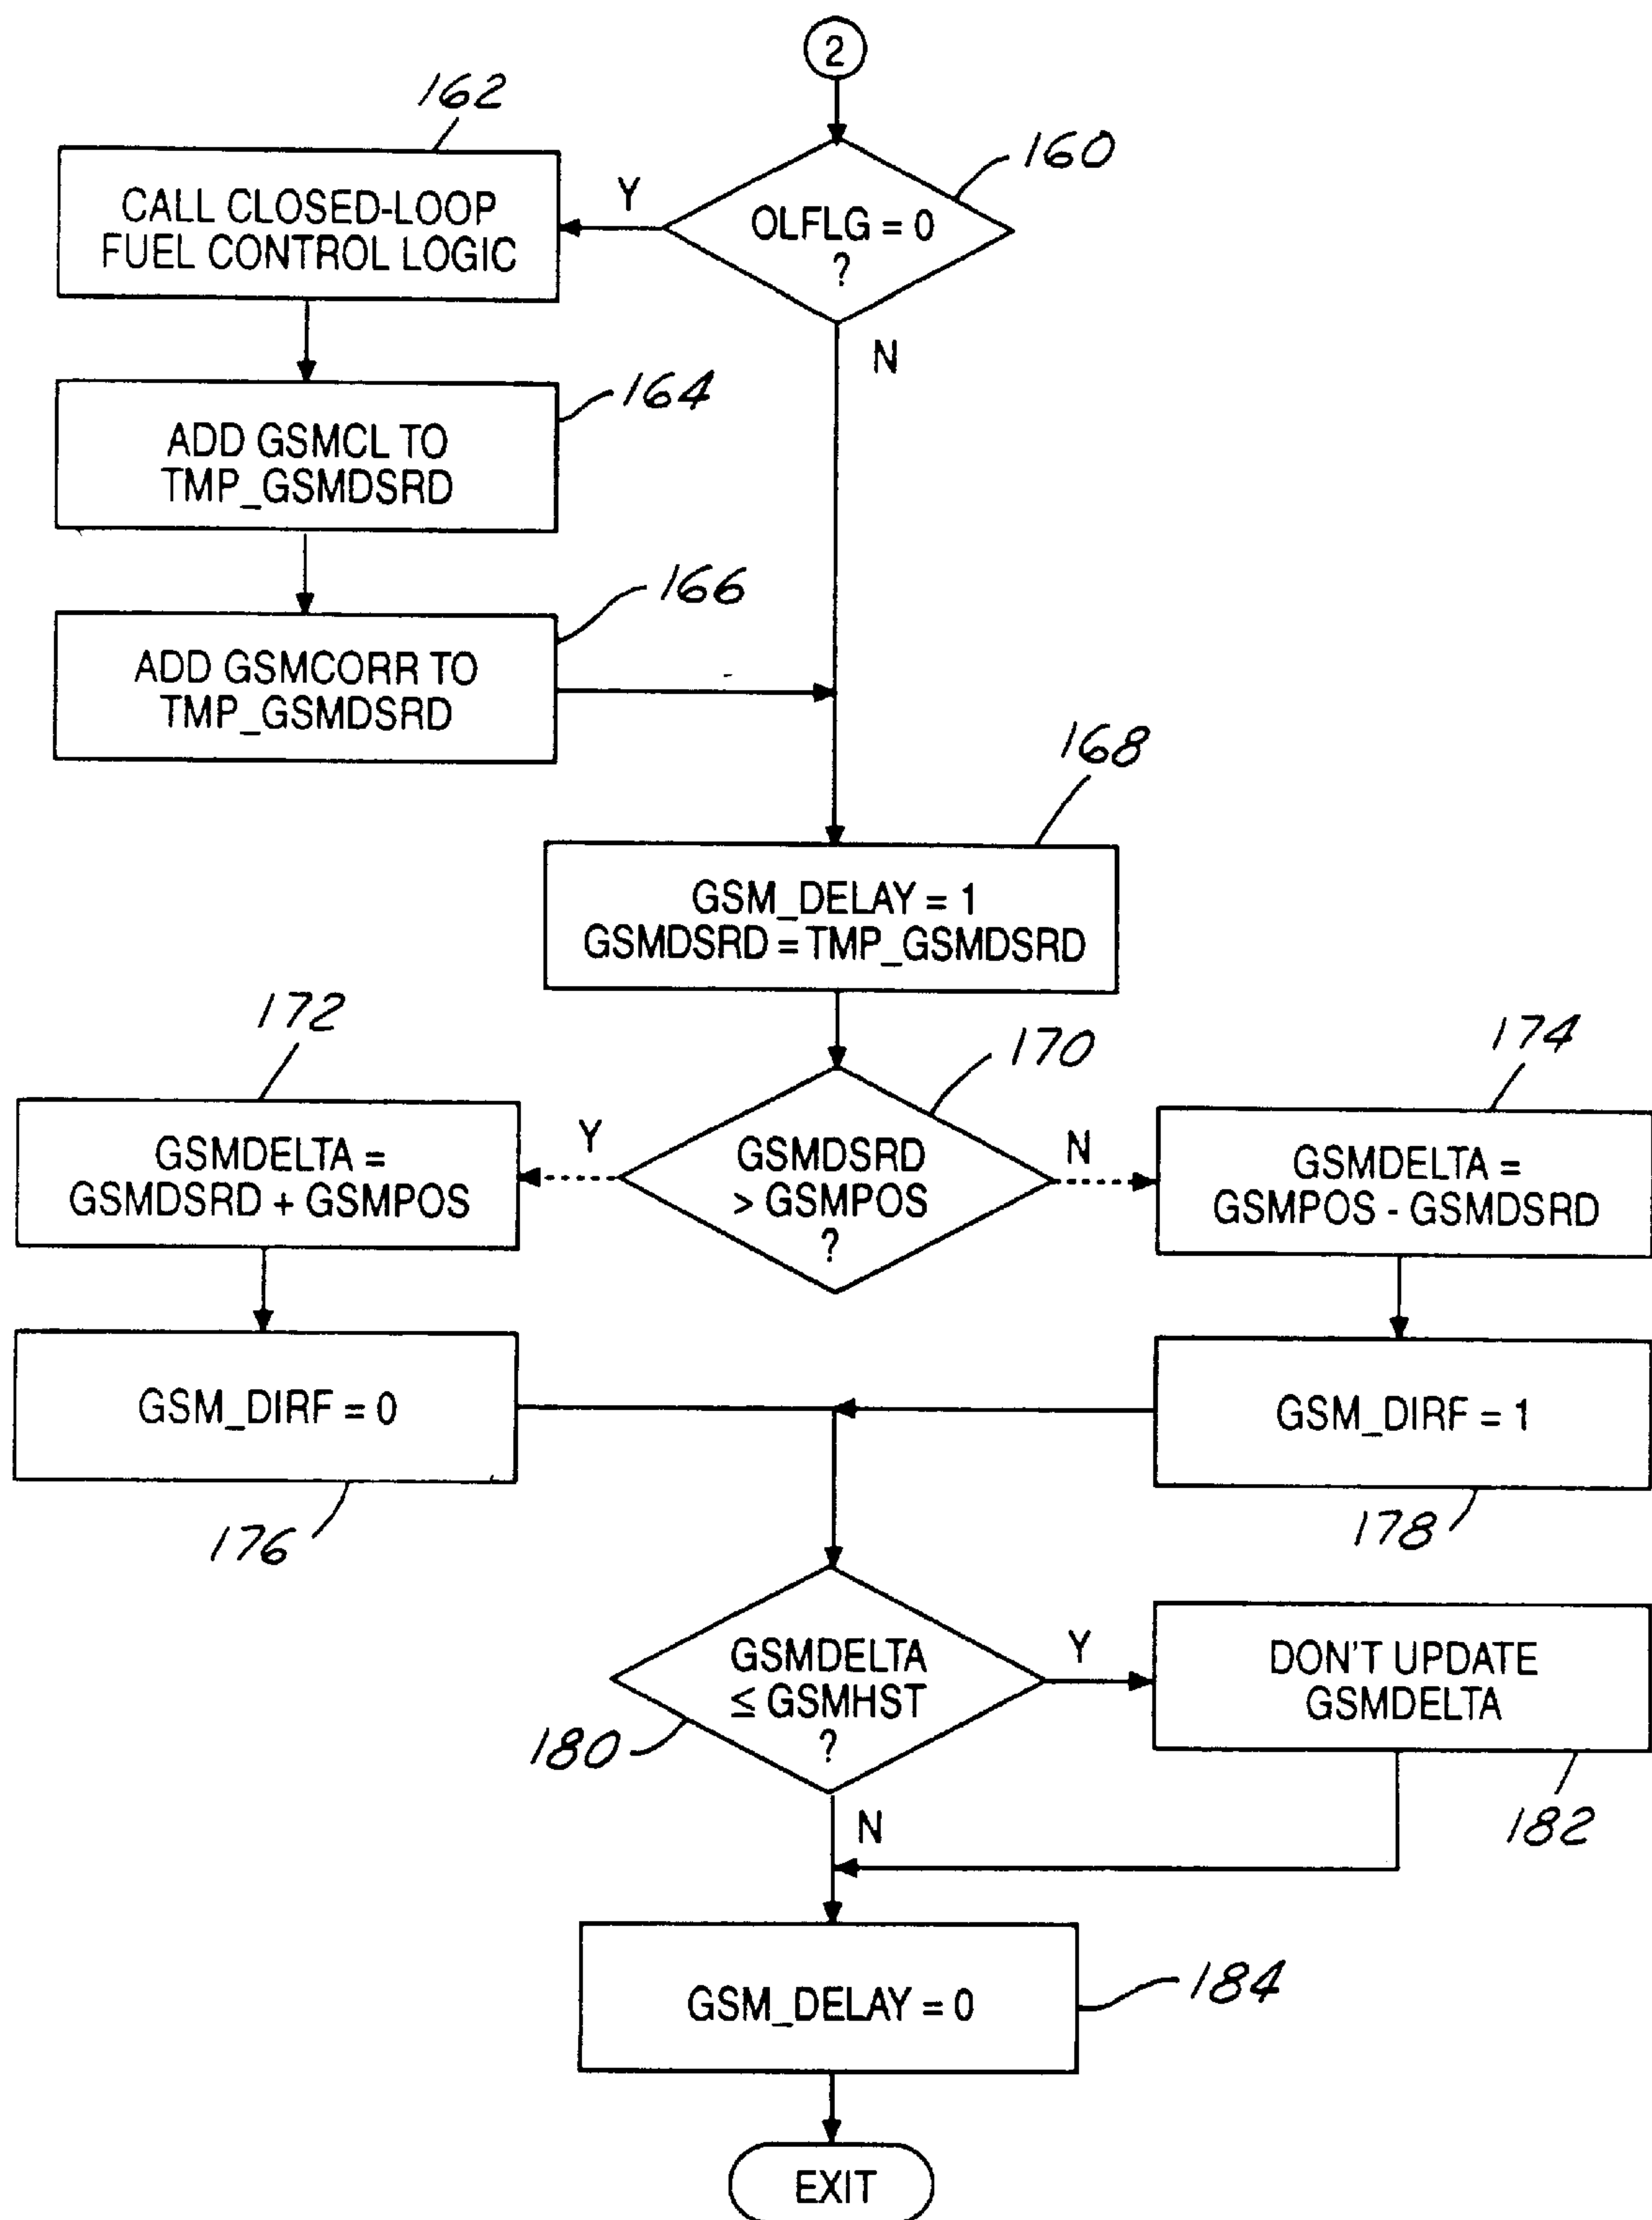 2
162
160
CALL CLOSED-LOOP
FUEL CONTROL LOGIC
Y
OLFLG = 0
?
N
164
ADD GSMCL TO
TMP_GSMDSRD
166
ADD GSMCORR TO
TMP_GSMDSRD
168
GSM_DELAY = 1
GSMDSRD = TMP_GSMDSRD
172
170
174
GSMDELTA =
GSMDSRD + GSMPOS
Y
GSMDSRD
> GSMPOS
?
N
GSMDELTA =
GSMPOS - GSMDSRD
GSM_DIRF = 0
GSM_DIRF = 1
176
178
GSMDELTA
≤ GSMHST
?
Y
DON'T UPDATE
GSMDELTA
180
N
182
GSM_DELAY = 0
184
EXIT